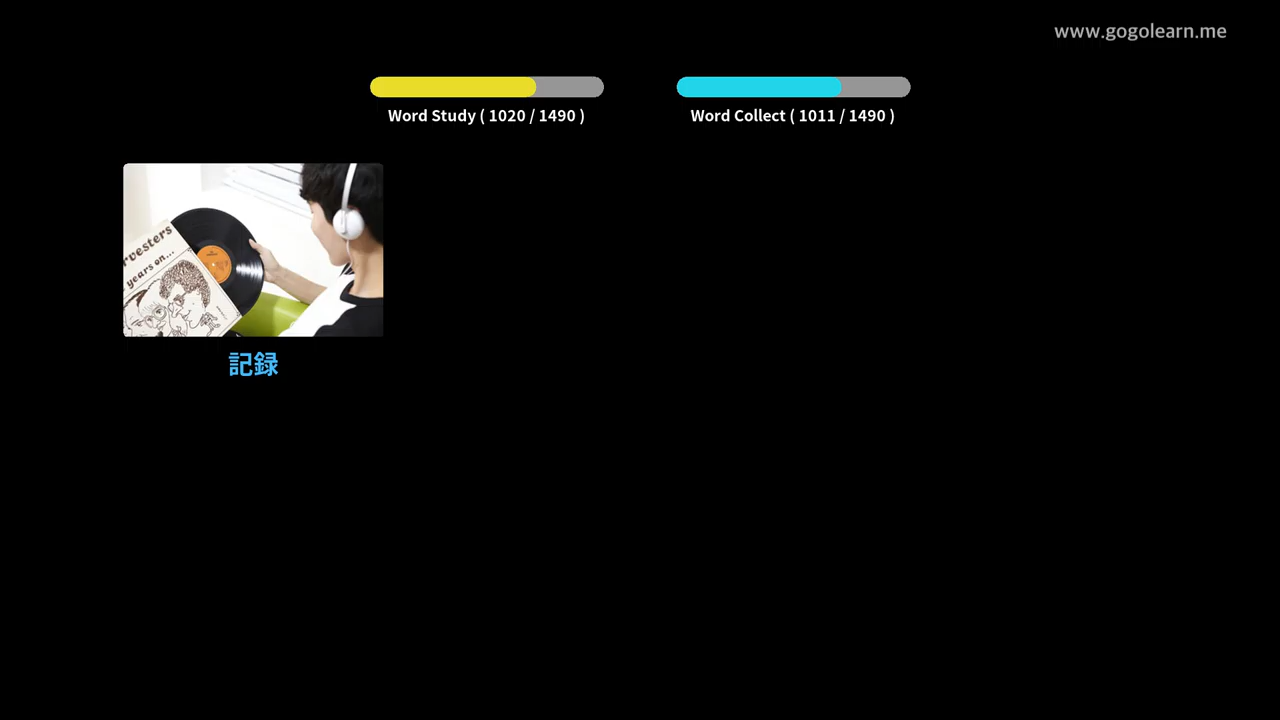 www.gogolearn.me
Word Study ( 1020 / 1490 )
Word Collect ( 1011 / 1490 )
rvesters
years on...
記録